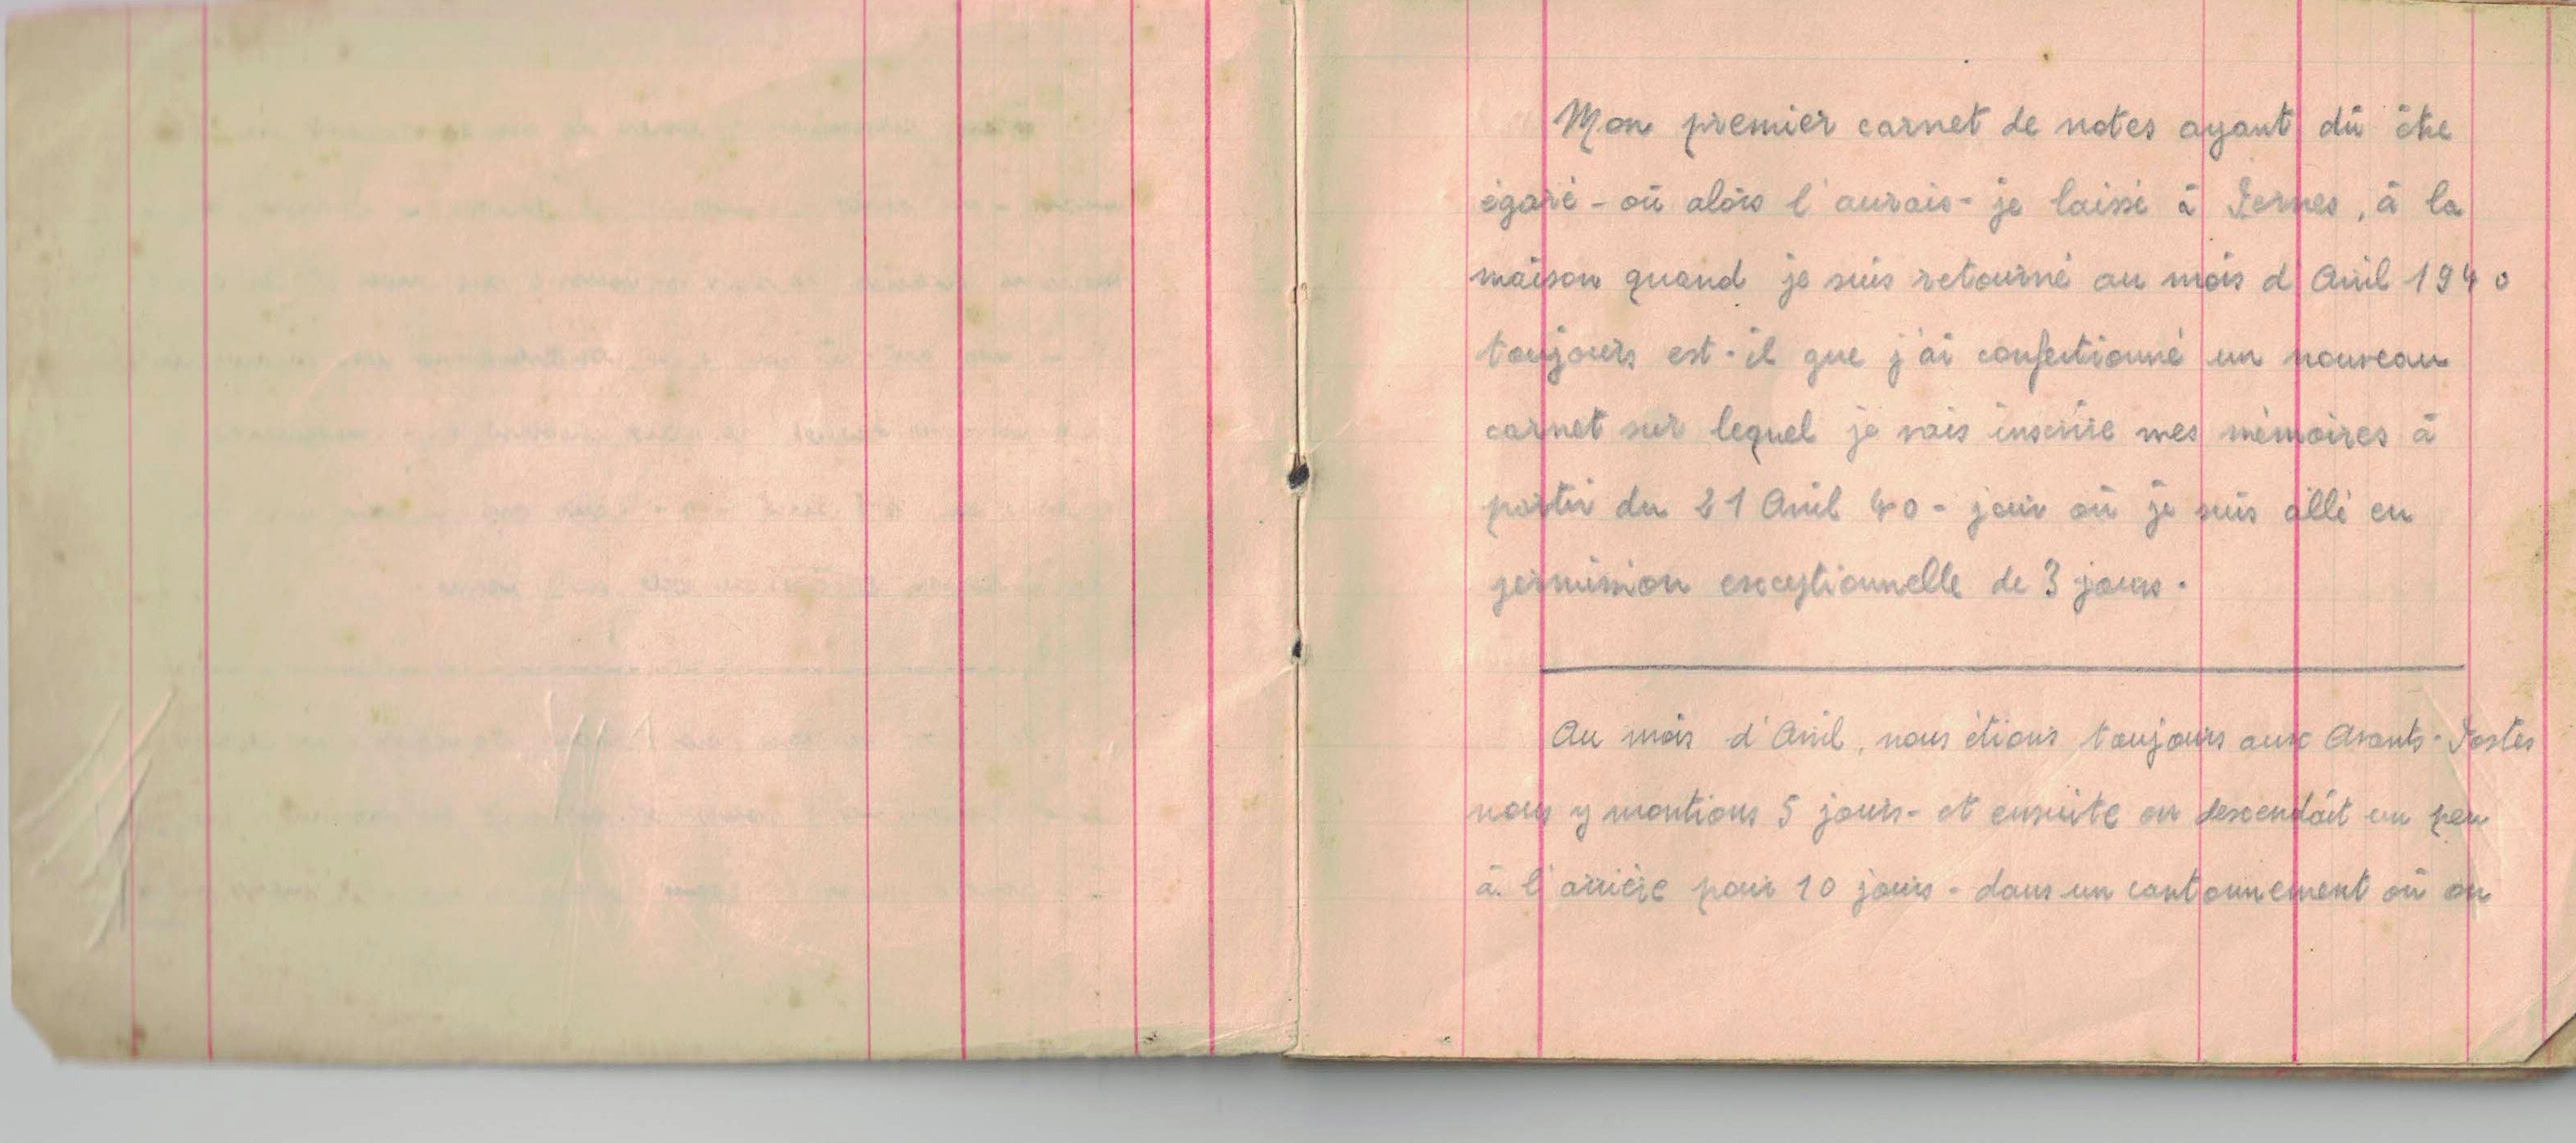 Mon premier carnet de notes ayant dû être
égaré - où alors l'aurais-je laissé à Pernes, à la
maison quand je suis retourné au mois d'Avril 1940
toujours est-il que j'ai confectionné un nouveau
carnet sur lequel je vais inscrire mes mémoires à
partir du 21 Avril 40 - jour où je suis allé en
permission exceptionnelle de 3 jours.
Au mois d'Avril, nous étions toujours aux Avants-Postes
nous y montions 5 jours - et ensuite on descendait un peu
à l'arrière pour 10 jours - dans un cantonnement où on